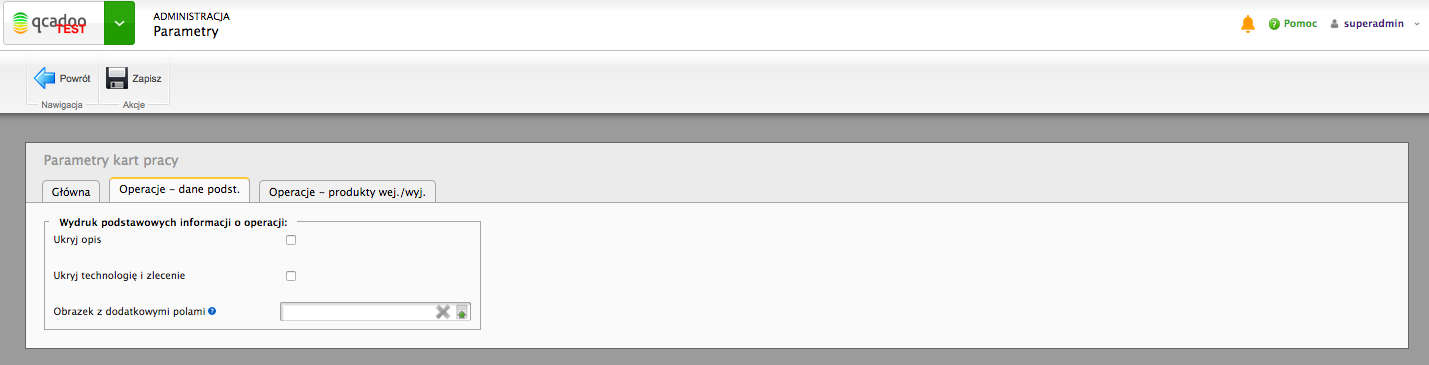 qcadoo
TEST
ADMINISTRACJA
Parametry
Pomoc
superadmin
Powrót
Zapisz
Nawigacja
Akcje
Parametry kart pracy
Główna
Operacje - dane podst.
Operacje - produkty wej./wyj.
Wydruk podstawowych informacji o operacji:
Ukryj opis
Ukryj technologię i zlecenie
Obrazek z dodatkowymi polami